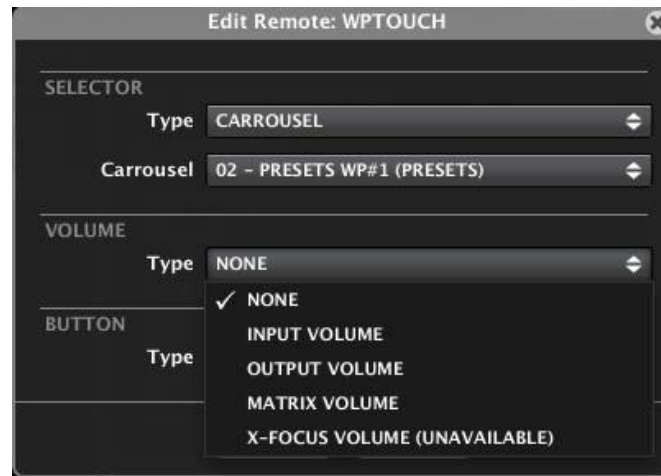 Edit Remote: WPTOUCH
SELECTOR
Type CARROUSEL
Carrousel 02 - PRESETS WP#1 (PRESETS)
VOLUME
Type NONE
✓ NONE
BUTTON
INPUT VOLUME
Type
OUTPUT VOLUME
MATRIX VOLUME
X-FOCUS VOLUME (UNAVAILABLE)